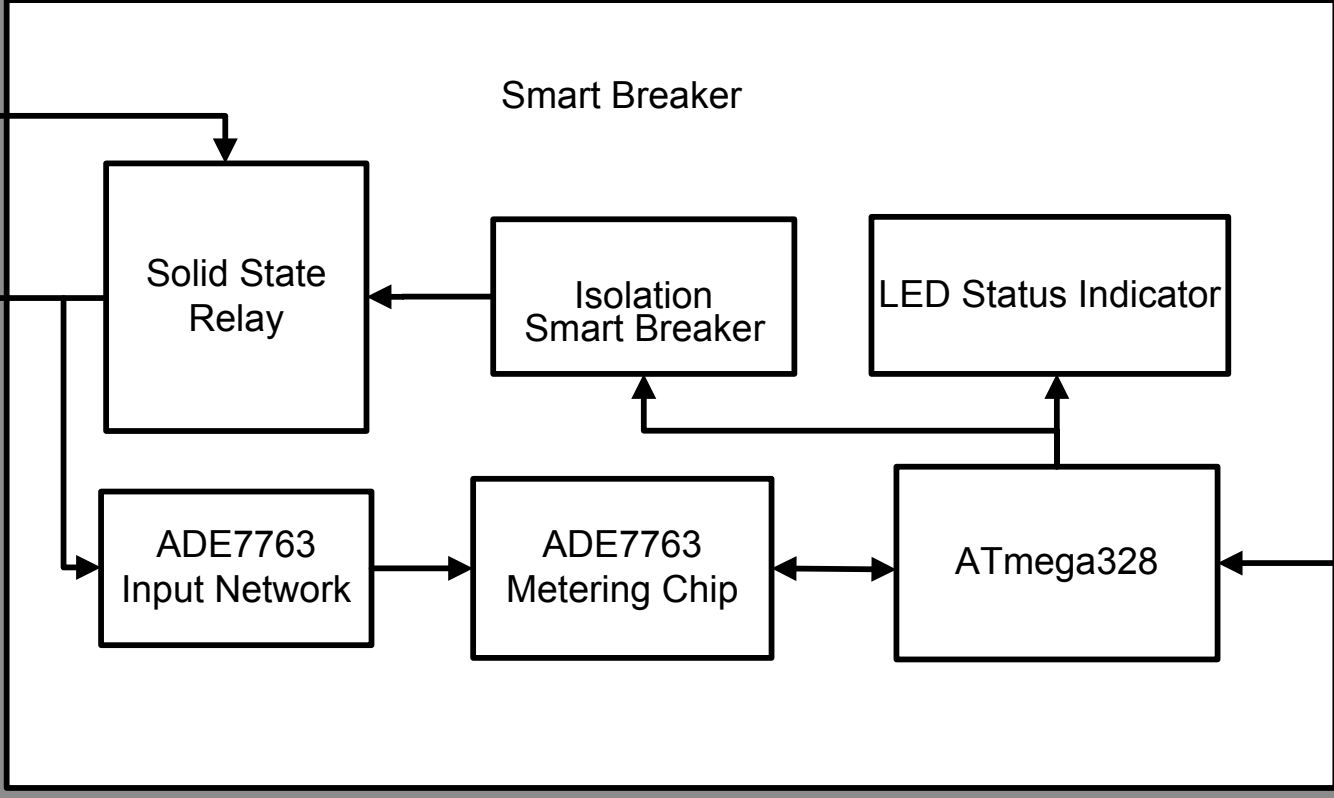 Smart Breaker
Solid State
Relay
Isolation
Smart Breaker
LED Status Indicator
ADE7763
Input Network
ADE7763
Metering Chip
ATmega328